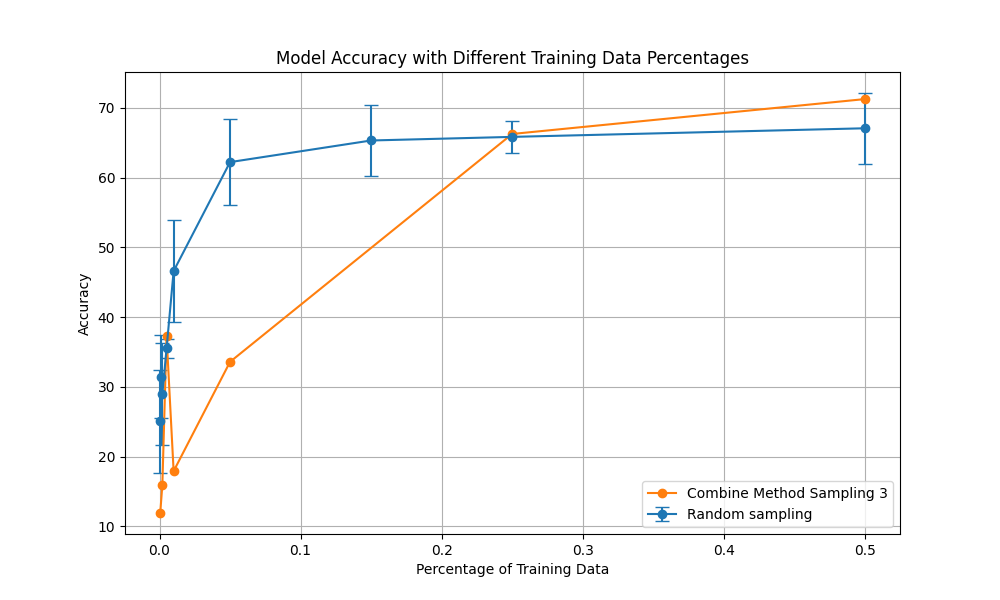 Model Accuracy with Different Training Data Percentages
Accuracy
70
60
50
40
30
20
10
0.0 0.1 0.2 0.3 0.4 0.5
Percentage of Training Data
Combine Method Sampling 3
Random sampling